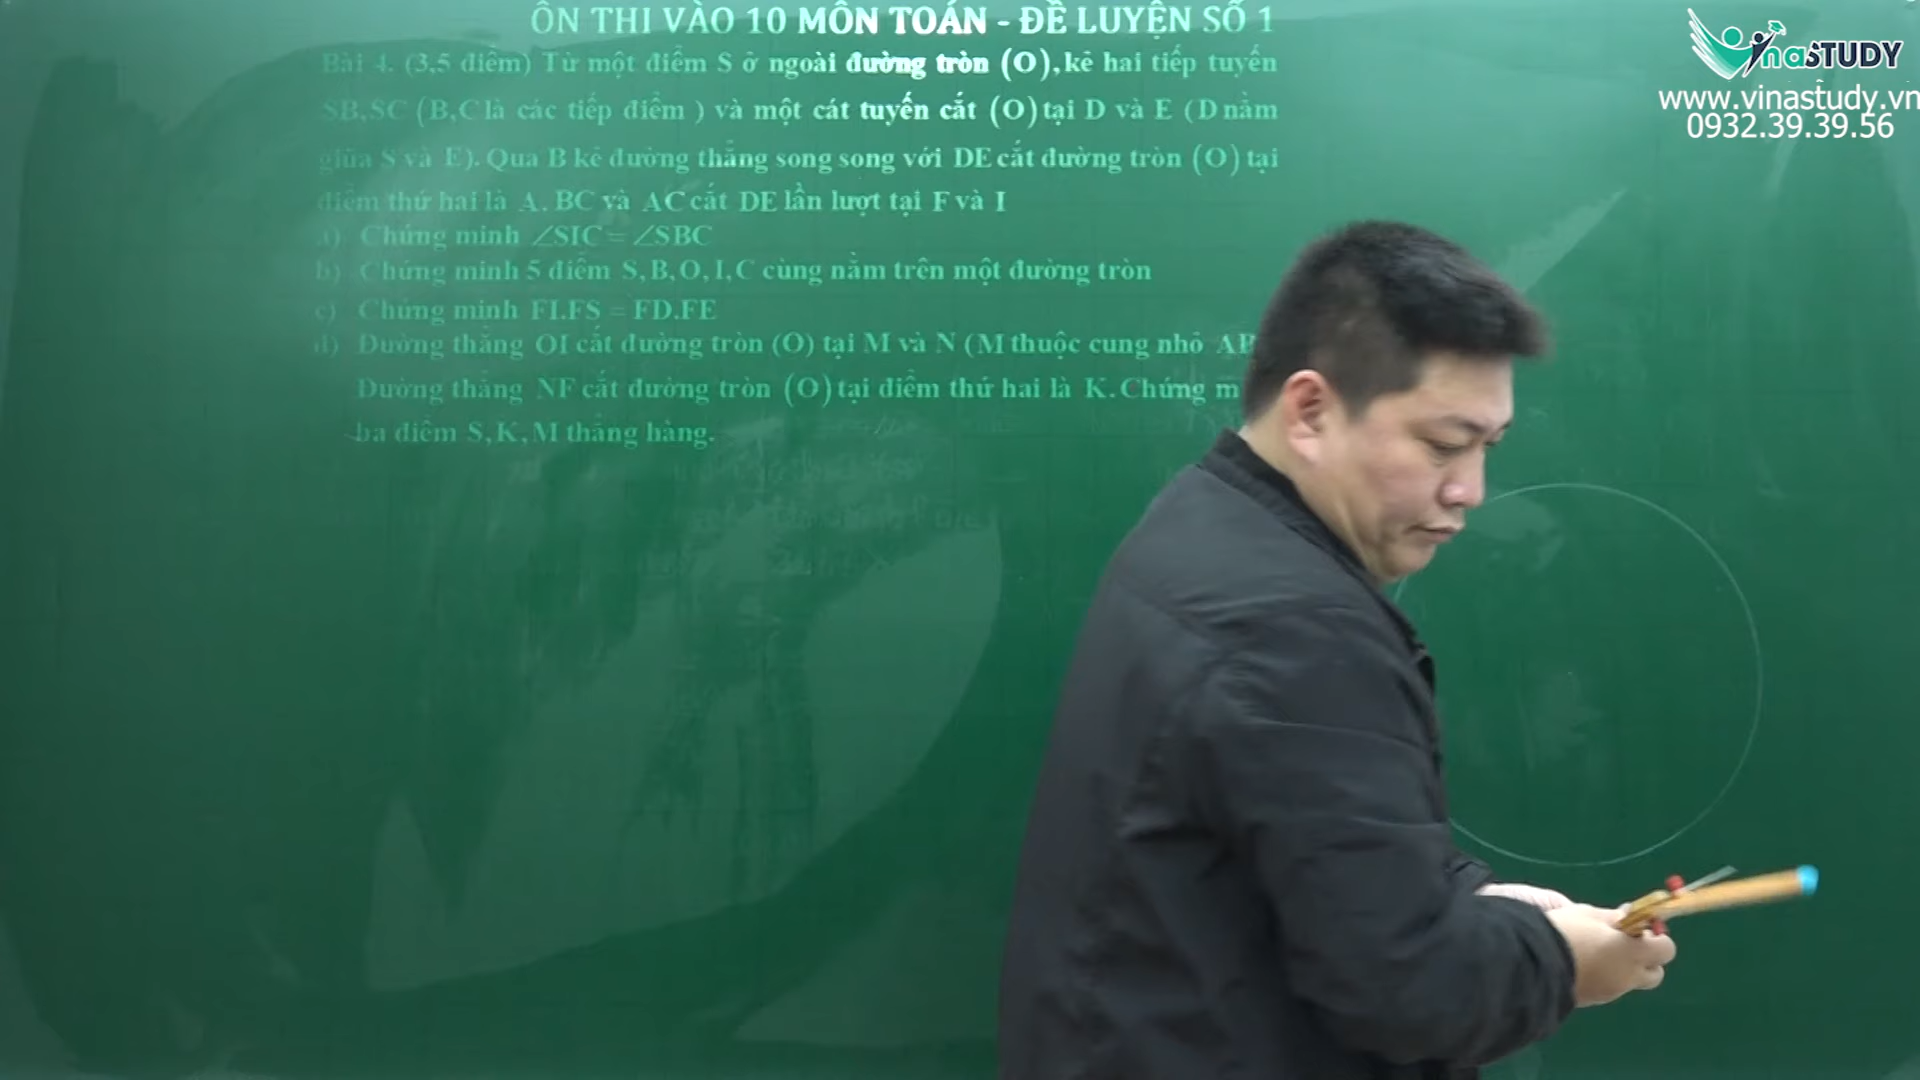 ÔN THI VÀO 10 MÔN TOÁN - ĐỀ LUYỆN SỐ 1
Bài 4. (3,5 điểm) Từ một điểm S ở ngoài đường tròn (O), kẻ hai tiếp tuyến
SB,SC (B,C là các tiếp điểm ) và một cát tuyến cắt (O) tại D và E (D nằm
giữa S và E). Qua B kẻ đường thẳng song song với DE cắt đường tròn (O) tại
điểm thứ hai là A. BC và AC cắt DE lần lượt tại F và I
a) Chứng minh ∠SIC = ∠SBC
b) Chứng minh 5 điểm S,B,O,I,C cùng nằm trên một đường tròn
c) Chứng minh FI.FS = FD.FE
d) Đường thẳng OI cắt đường tròn (O) tại M và N (M thuộc cung nhỏ AB
Đường thẳng NF cắt đường tròn (O) tại điểm thứ hai là K. Chứng m
ba điểm S,K,M thẳng hàng.
VinaSTUDY
www.vinastudy.vn
0932.39.39.56